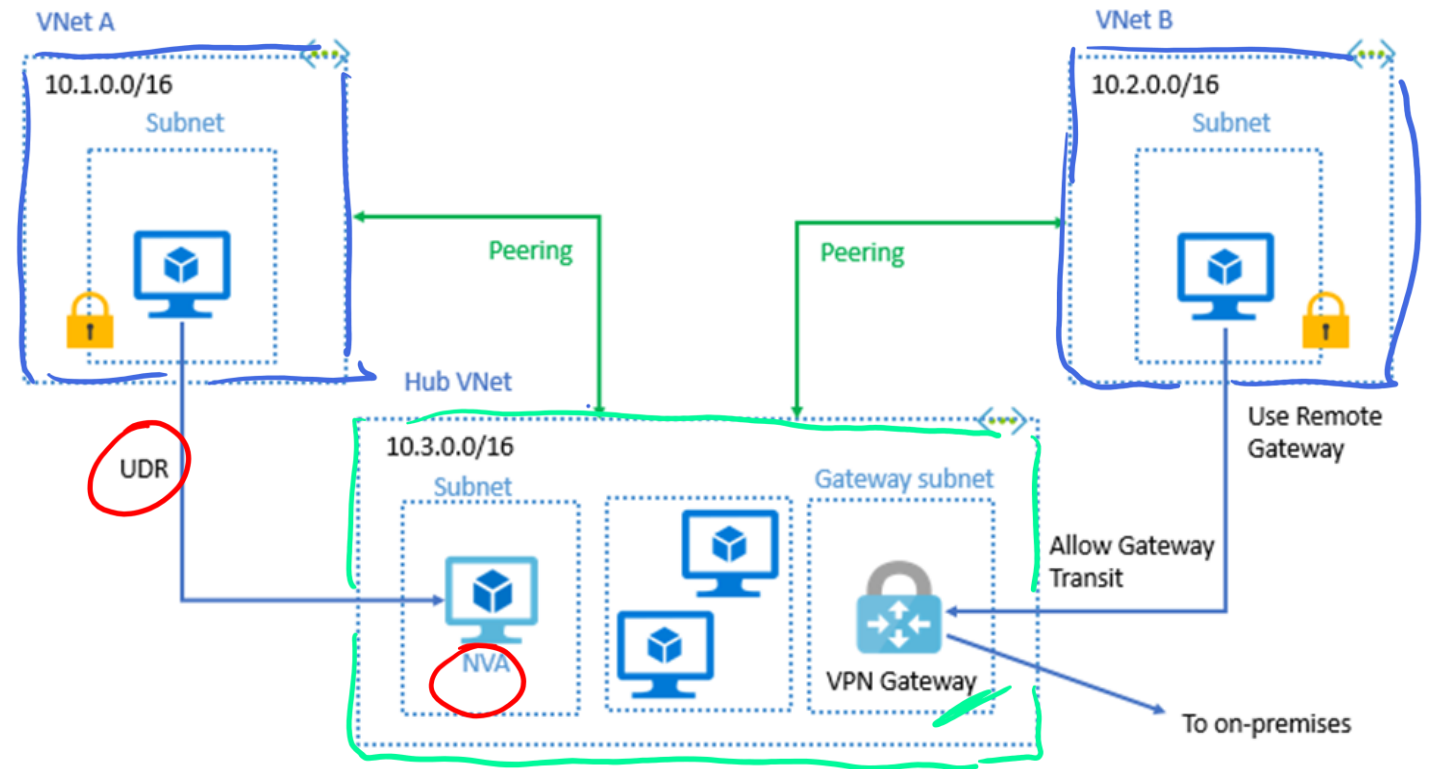 VNet A
10.1.0.0/16
Subnet
VNet B
10.2.0.0/16
Subnet
Peering
Peering
UDR
Use Remote
Gateway
Allow Gateway
Transit
Hub VNet
10.3.0.0/16
Subnet
NVA
Gateway subnet
VPN Gateway
To on-premises